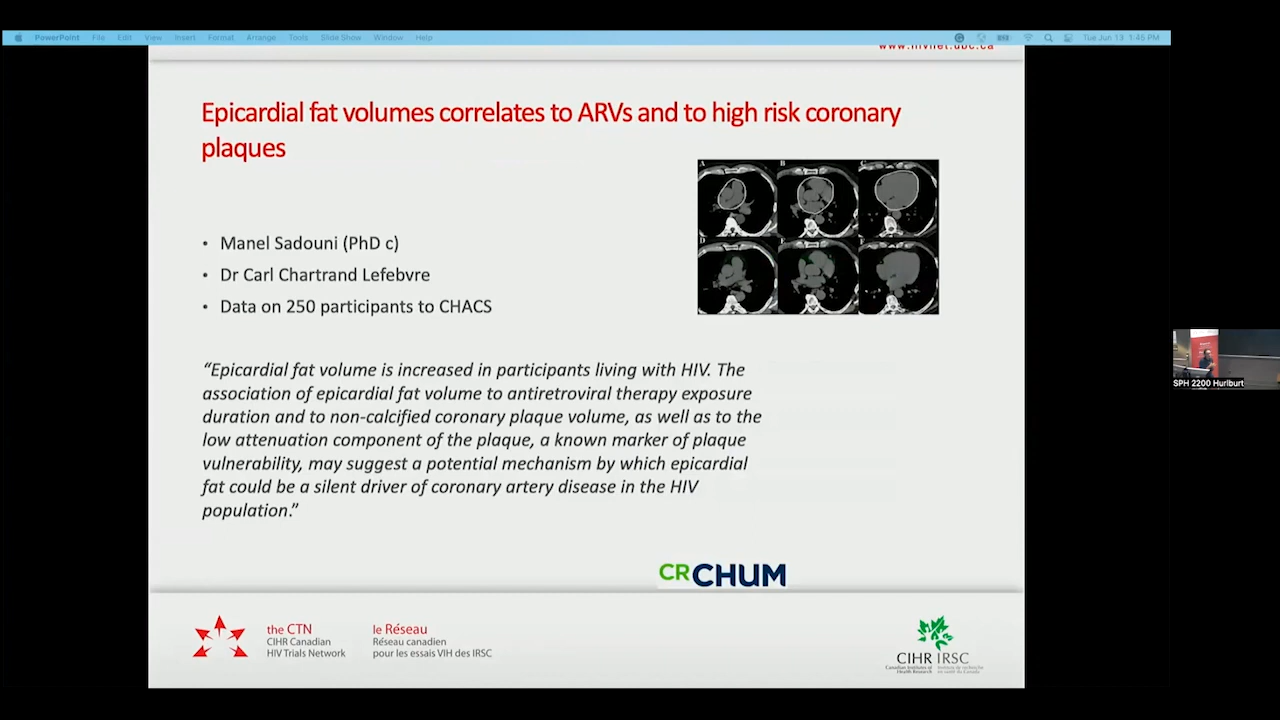 PowerPoint File Edit View Insert Format Arrange Tools Slide Show Window Help Tue Jun 13 1:45 PM
www.hivnet.ubc.ca
Epicardial fat volumes correlates to ARVs and to high risk coronary
plaques
A B C
D E F
• Manel Sadouni (PhD c)
• Dr Carl Chartrand Lefebvre
• Data on 250 participants to CHACS
“Epicardial fat volume is increased in participants living with HIV. The
association of epicardial fat volume to antiretroviral therapy exposure
duration and to non-calcified coronary plaque volume, as well as to the
low attenuation component of the plaque, a known marker of plaque
vulnerability, may suggest a potential mechanism by which epicardial
fat could be a silent driver of coronary artery disease in the HIV
population.”
SPH 2200 Hurlburt
CRCHUM
the CTN
CIHR Canadian
HIV Trials Network
le Réseau
Réseau canadien
pour les essais VIH des IRSC
CIHR IRSC
Canadian Institutes of Health Research
Instituts de recherche en santé du Canada